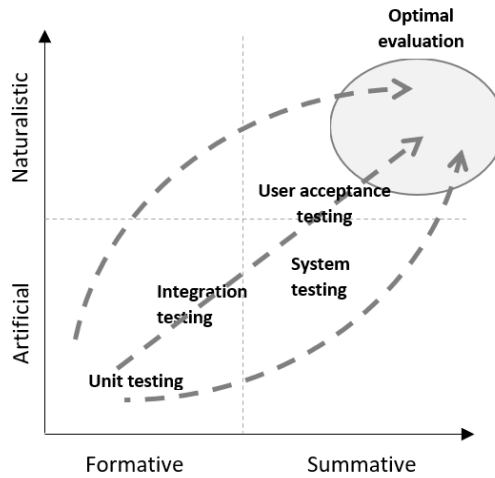 Optimal
evaluation
Naturalistic
User acceptance
testing
System
testing
Integration
testing
Artificial
Unit testing
Formative
Summative